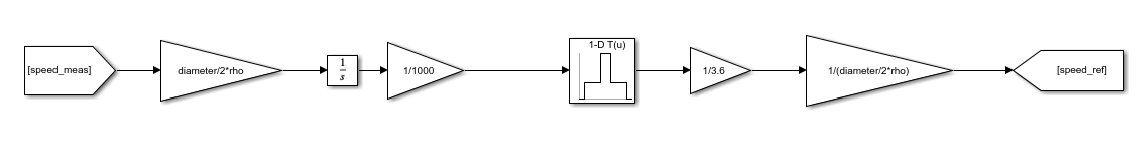 1-D T(u)
[speed_meas]
diameter/2*rho
1
s
1/1000
1/3.6
1/(diameter/2*rho)
[speed_ref]